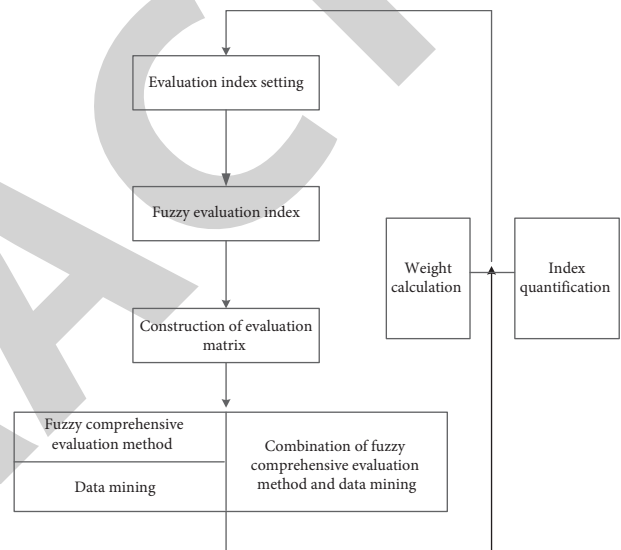 Evaluation index setting
Fuzzy evaluation index
Weight
calculation
Index
quantification
Construction of evaluation
matrix
Fuzzy comprehensive
evaluation method
Data mining
Combination of fuzzy
comprehensive evaluation
method and data mining